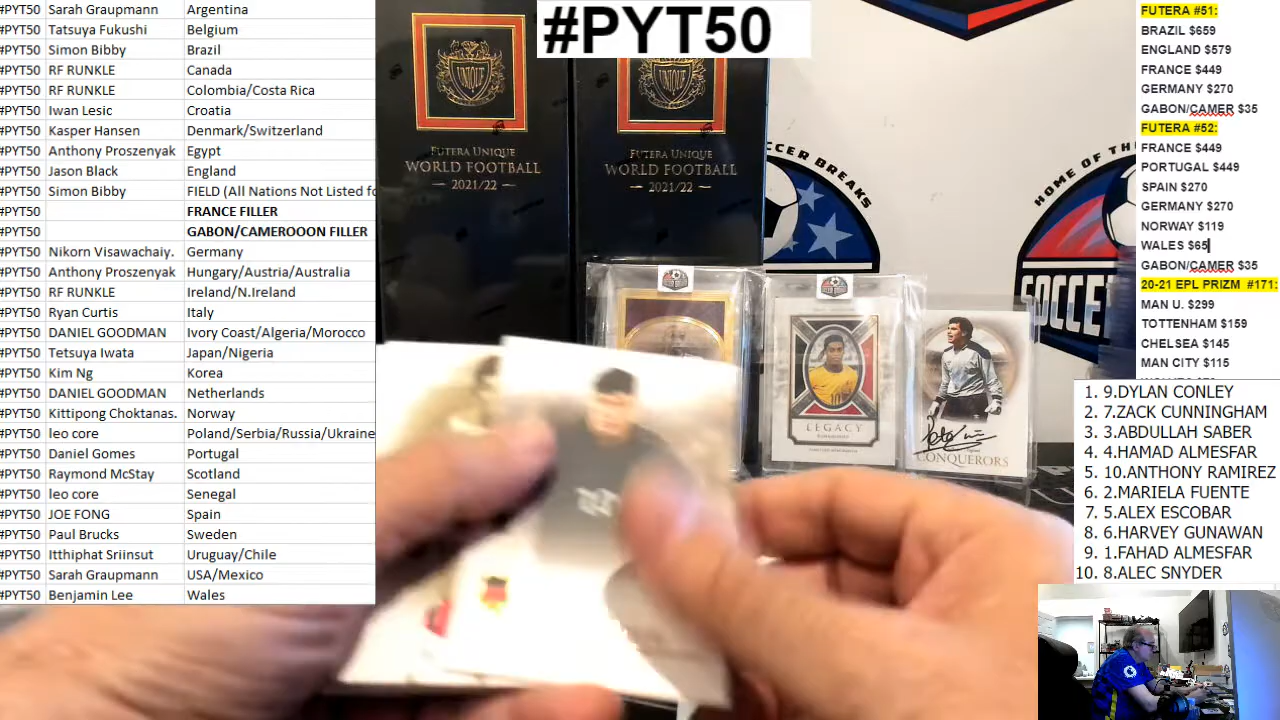 #PYT50 Sarah Graupmann Argentina
#PYT50 Tatsuya Fukushi Belgium
#PYT50 Simon Bibby Brazil
#PYT50 RF RUNKLE Canada
#PYT50 RF RUNKLE Colombia/Costa Rica
#PYT50 Iwan Lesic Croatia
#PYT50 Kasper Hansen Denmark/Switzerland
#PYT50 Anthony Proszenyak Egypt
#PYT50 Jason Black England
#PYT50 Simon Bibby FIELD (All Nations Not Listed fo
#PYT50 FRANCE FILLER
#PYT50 GABON/CAMEROOON FILLER
#PYT50 Nikorn Visawachaiy. Germany
#PYT50 Anthony Proszenyak Hungary/Austria/Australia
#PYT50 RF RUNKLE Ireland/N.Ireland
#PYT50 Ryan Curtis Italy
#PYT50 DANIEL GOODMAN Ivory Coast/Algeria/Morocco
#PYT50 Tetsuya Iwata Japan/Nigeria
#PYT50 Kim Ng Korea
#PYT50 DANIEL GOODMAN Netherlands
#PYT50 Kittipong Choktanas. Norway
#PYT50 leo core Poland/Serbia/Russia/Ukraine
#PYT50 Daniel Gomes Portugal
#PYT50 Raymond McStay Scotland
#PYT50 leo core Senegal
#PYT50 JOE FONG Spain
#PYT50 Paul Brucks Sweden
#PYT50 Itthiphat Sriinsut Uruguay/Chile
#PYT50 Sarah Graupmann USA/Mexico
#PYT50 Benjamin Lee Wales
#PYT50
UNIQUE
FUTERA UNIQUE
WORLD FOOTBALL
2021/22
UNIQUE
FUTERA UNIQUE
WORLD FOOTBALL
2021/22
CCER BREAKS
HOME OF TH
SOCCE
LEGACY
CONQUERORS
FUTERA #51:
BRAZIL $659
ENGLAND $579
FRANCE $449
GERMANY $270
GABON/CAMER $35
FUTERA #52:
FRANCE $449
PORTUGAL $449
SPAIN $270
GERMANY $270
NORWAY $119
WALES $65
GABON/CAMER $35
20-21 EPL PRIZM #171:
MAN U. $299
TOTTENHAM $159
CHELSEA $145
MAN CITY $115
1. 9.DYLAN CONLEY
2. 7.ZACK CUNNINGHAM
3. 3.ABDULLAH SABER
4. 4.HAMAD ALMESFAR
5. 10.ANTHONY RAMIREZ
6. 2.MARIELA FUENTE
7. 5.ALEX ESCOBAR
8. 6.HARVEY GUNAWAN
9. 1.FAHAD ALMESFAR
10. 8.ALEC SNYDER